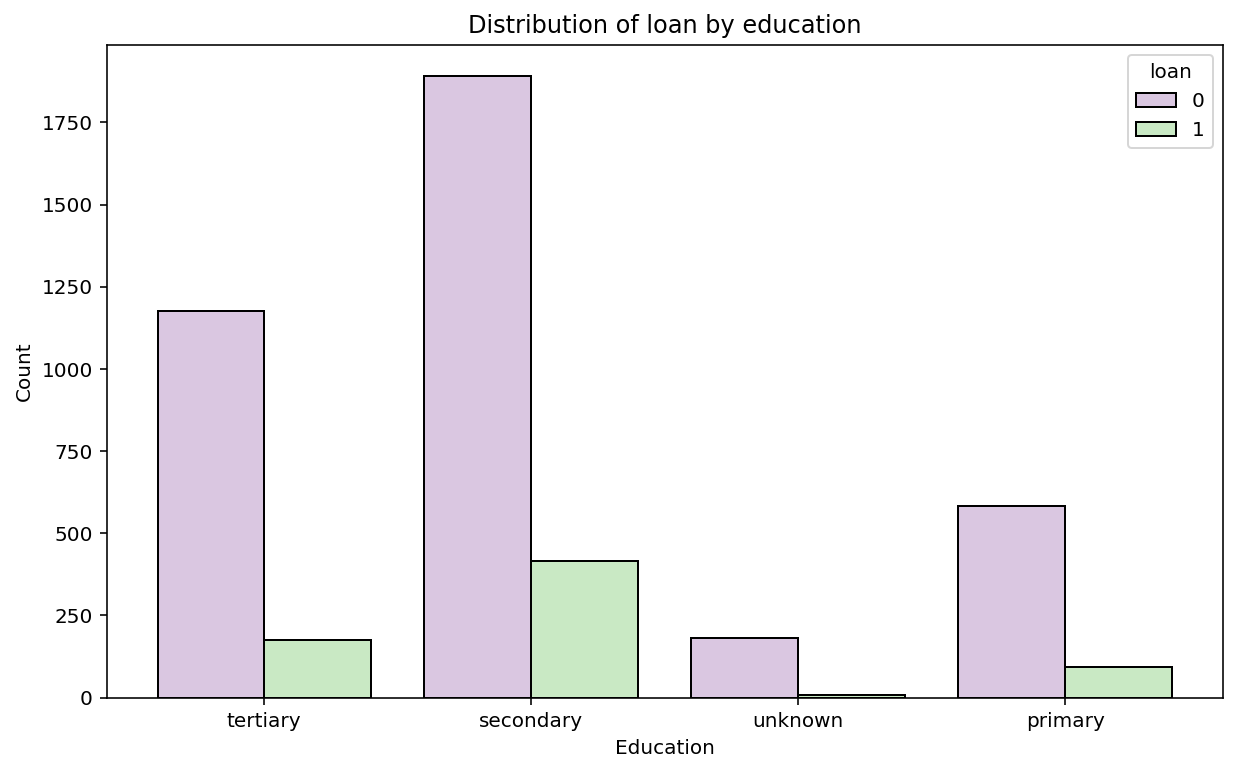 Distribution of loan by education
loan
0
1
1750
1500
1250
1000
750
500
250
0
Count
tertiary
secondary
unknown
primary
Education